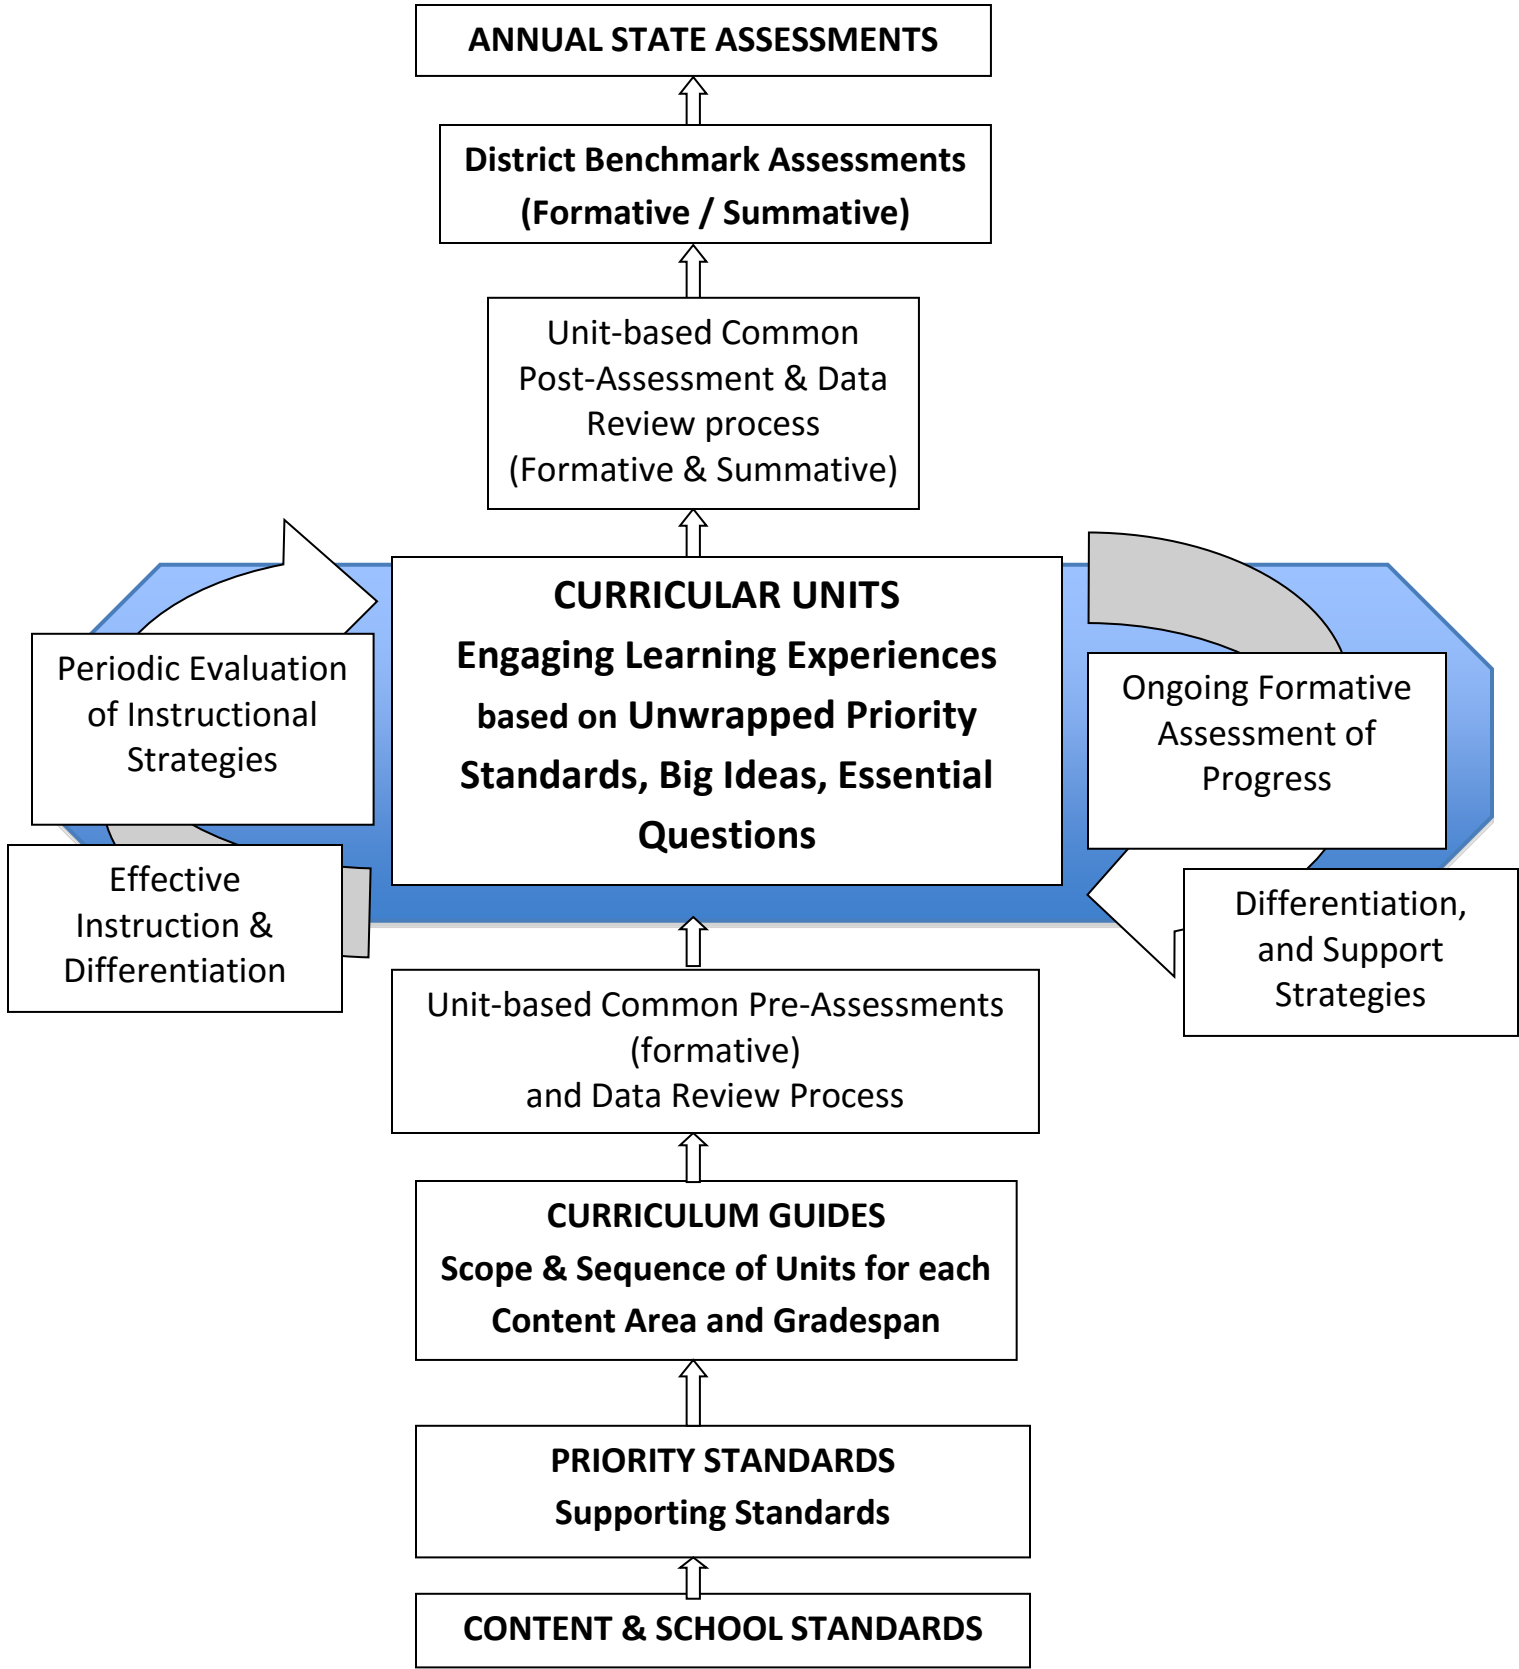 ANNUAL STATE ASSESSMENTS
District Benchmark Assessments
(Formative / Summative)
Unit-based Common
Post-Assessment & Data
Review process
(Formative & Summative)
CURRICULAR UNITS
Engaging Learning Experiences
based on Unwrapped Priority
Standards, Big Ideas, Essential
Questions
Periodic Evaluation
of Instructional
Strategies
Effective
Instruction &
Differentiation
Ongoing Formative
Assessment of
Progress
Differentiation,
and Support
Strategies
Unit-based Common Pre-Assessments
(formative)
and Data Review Process
CURRICULUM GUIDES
Scope & Sequence of Units for each
Content Area and Gradespan
PRIORITY STANDARDS
Supporting Standards
CONTENT & SCHOOL STANDARDS